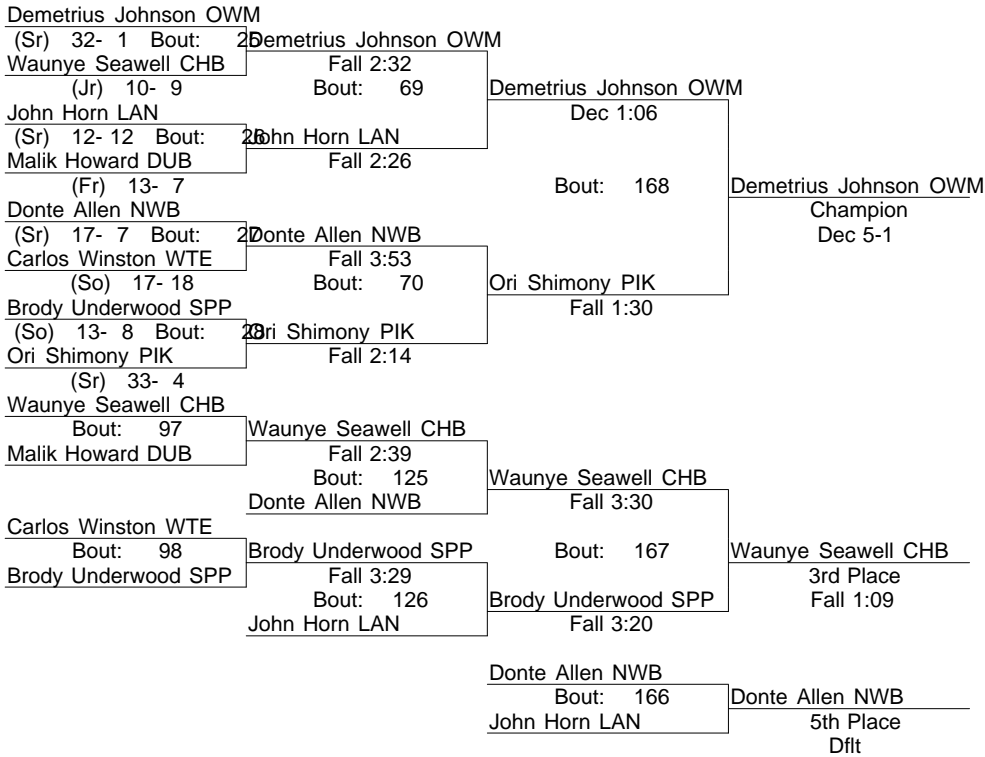 Demetrius Johnson OWM
(Sr) 32- 1 Bout: 25
Demetrius Johnson OWM
Waunye Seawell CHB
Fall 2:32
(Jr) 10- 9
Bout: 69
Demetrius Johnson OWM
John Horn LAN
Dec 1:06
(Sr) 12- 12 Bout: 26
John Horn LAN
Malik Howard DUB
Fall 2:26
(Fr) 13- 7
Bout: 168
Demetrius Johnson OWM
Donte Allen NWB
Champion
(Sr) 17- 7 Bout: 27
Donte Allen NWB
Dec 5-1
Carlos Winston WTE
Fall 3:53
(So) 17- 18
Bout: 70
Ori Shimony PIK
Brody Underwood SPP
Fall 1:30
(So) 13- 8 Bout: 28
Ori Shimony PIK
Ori Shimony PIK
Fall 2:14
(Sr) 33- 4
Waunye Seawell CHB
Bout: 97
Waunye Seawell CHB
Malik Howard DUB
Fall 2:39
Bout: 125
Waunye Seawell CHB
Donte Allen NWB
Fall 3:30
Carlos Winston WTE
Bout: 98
Brody Underwood SPP
Bout: 167
Waunye Seawell CHB
Brody Underwood SPP
Fall 3:29
3rd Place
Bout: 126
Brody Underwood SPP
Fall 1:09
John Horn LAN
Fall 3:20
Donte Allen NWB
Bout: 166
Donte Allen NWB
John Horn LAN
5th Place
Dflt